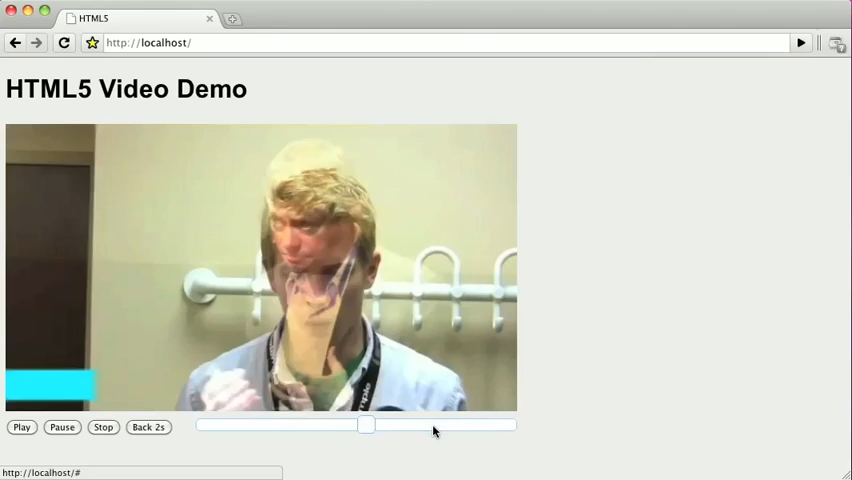 HTML5
http://localhost/
HTML5 Video Demo
Play
Pause
Stop
Back 2s
http://localhost/#